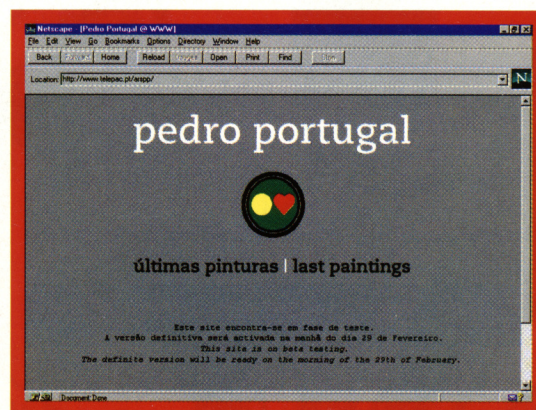 Netscape - [Pedro Portugal @ WWW]
File Edit View Go Bookmarks Options Directory Window Help
Back Home Reload Open Print Find
Location: http://www.telepac.pt/arspp/
N
pedro portugal
últimas pinturas | last paintings
Este site encontra-se em fase de teste.
A versão definitiva será activada na manhã do dia 29 de Fevereiro.
This site is on beta testing.
The definite version will be ready on the morning of the 29th of February.
Document Done